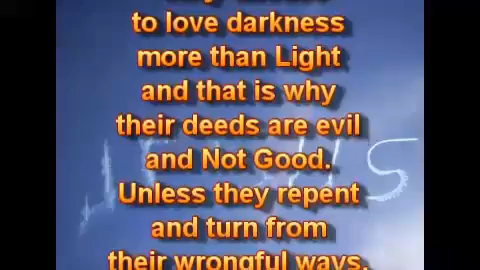 to love darkness
more than Light
and that is why
their deeds are evil
and Not Good.
Unless they repent
and turn from
their wrongful ways,